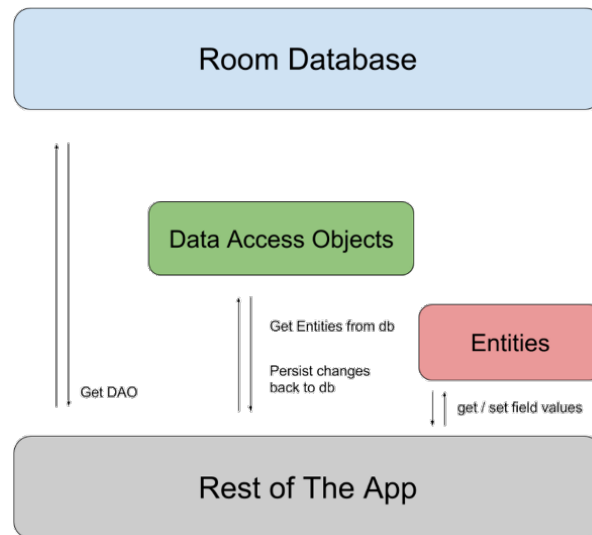 Room Database
Data Access Objects
Get Entities from db
Entities
Persist changes
back to db
Get DAO
get / set field values
Rest of The App